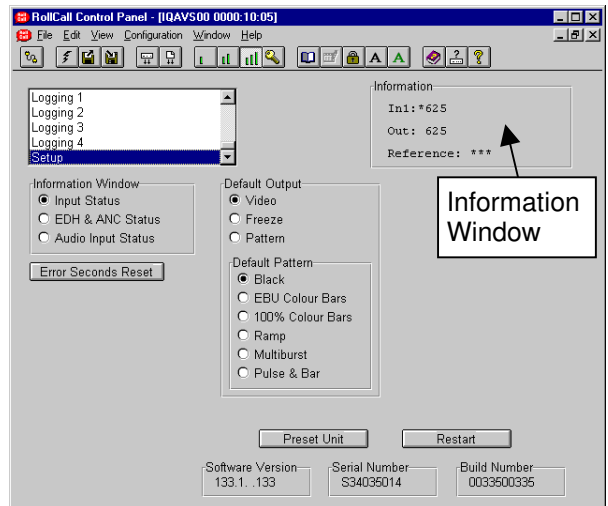 RollCall Control Panel - [IQAVS00 0000:10:05]
File Edit View Configuration Window Help
A A
Logging 1
Logging 2
Logging 3
Logging 4
Setup
Information
In1:*625
Out: 625
Reference: ***
Information Window
Information Window
Input Status
EDH & ANC Status
Audio Input Status
Error Seconds Reset
Default Output
Video
Freeze
Pattern
Default Pattern
Black
EBU Colour Bars
100% Colour Bars
Ramp
Multiburst
Pulse & Bar
Preset Unit
Restart
Software Version
133.1. .133
Serial Number
S34035014
Build Number
0033500335